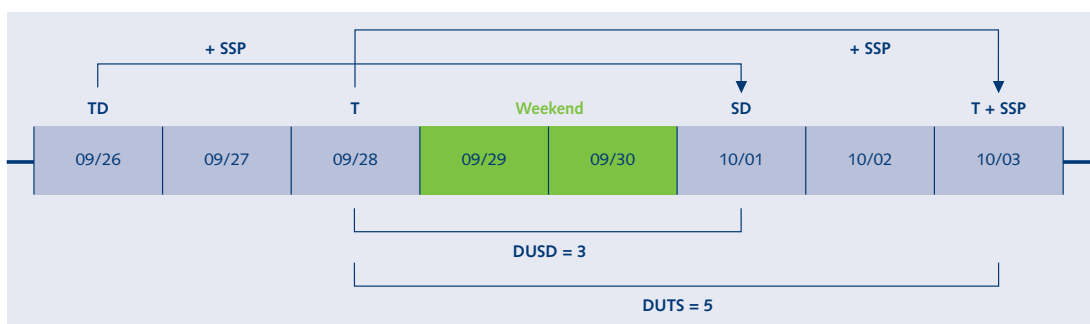 + SSP + SSP
TD T Weekend SD T + SSP
09/26 09/27 09/28 09/29 09/30 10/01 10/02 10/03
DUSD = 3
DUTS = 5